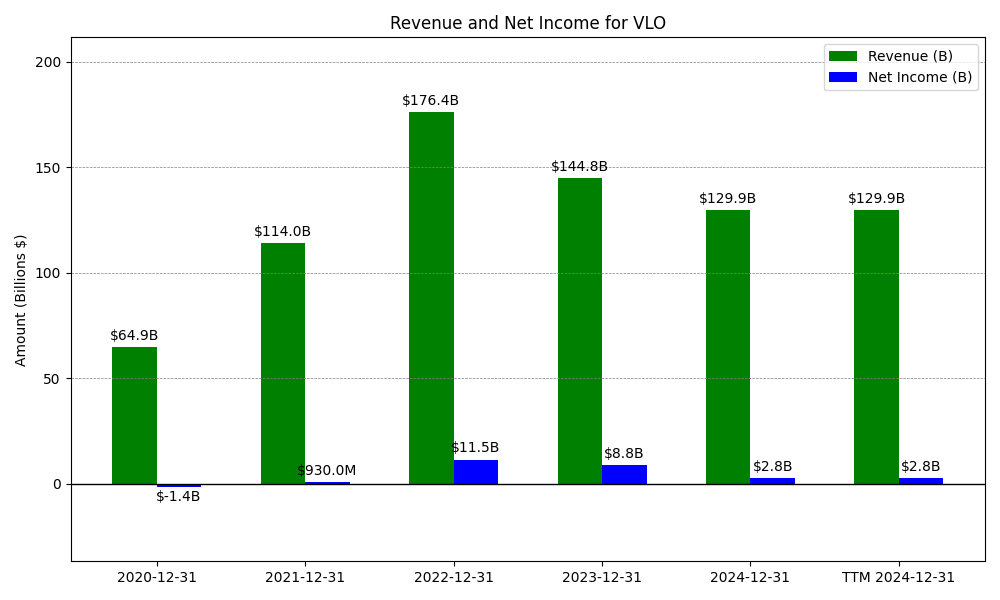 Revenue and Net Income for VLO
Revenue (B)
Net Income (B)
Amount (Billions $)
200
150
100
50
0
$64.9B
$-1.4B
$114.0B
$930.0M
$176.4B
$11.5B
$144.8B
$8.8B
$129.9B
$2.8B
$129.9B
$2.8B
2020-12-31
2021-12-31
2022-12-31
2023-12-31
2024-12-31
TTM 2024-12-31